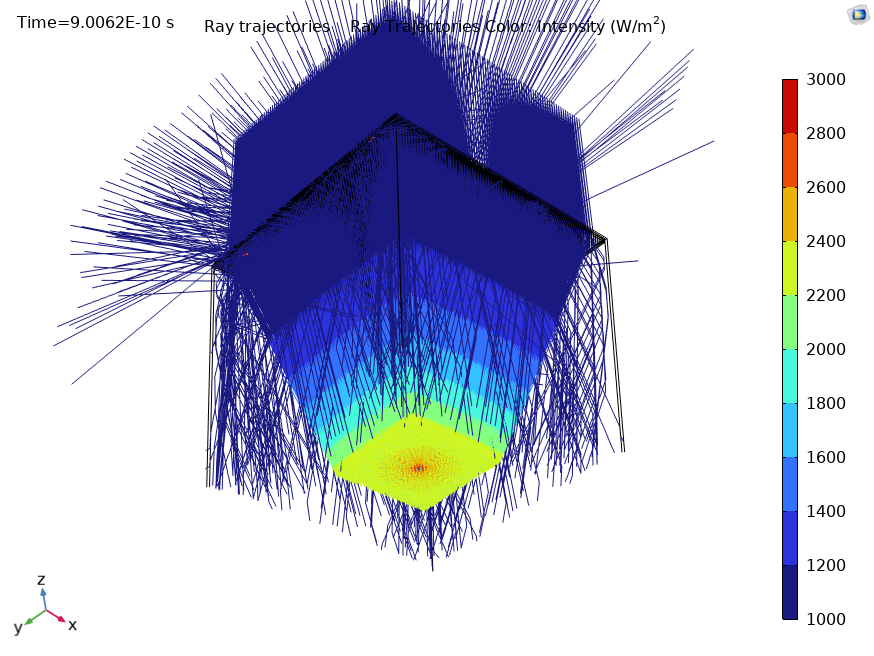 Time=9.0062E-10 s
Ray trajectories Ray Trajectories Color: Intensity (W/m²)
3000
2800
2600
2400
2200
2000
1800
1600
1400
1200
1000
z
y
x